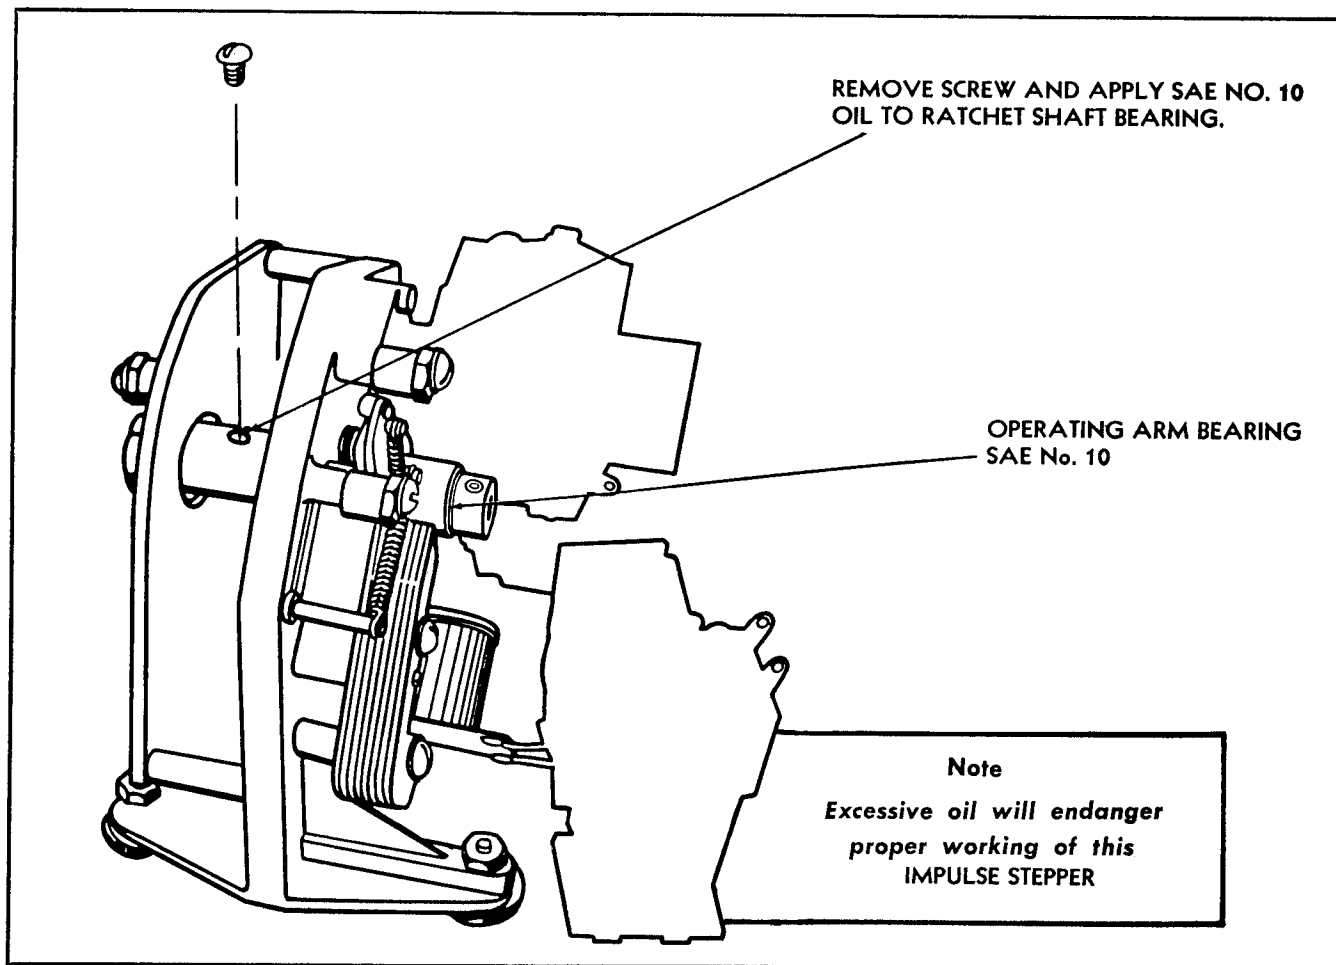 REMOVE SCREW AND APPLY SAE NO. 10
OIL TO RATCHET SHAFT BEARING.
OPERATING ARM BEARING
SAE No. 10
Note
Excessive oil will endanger
proper working of this
IMPULSE STEPPER